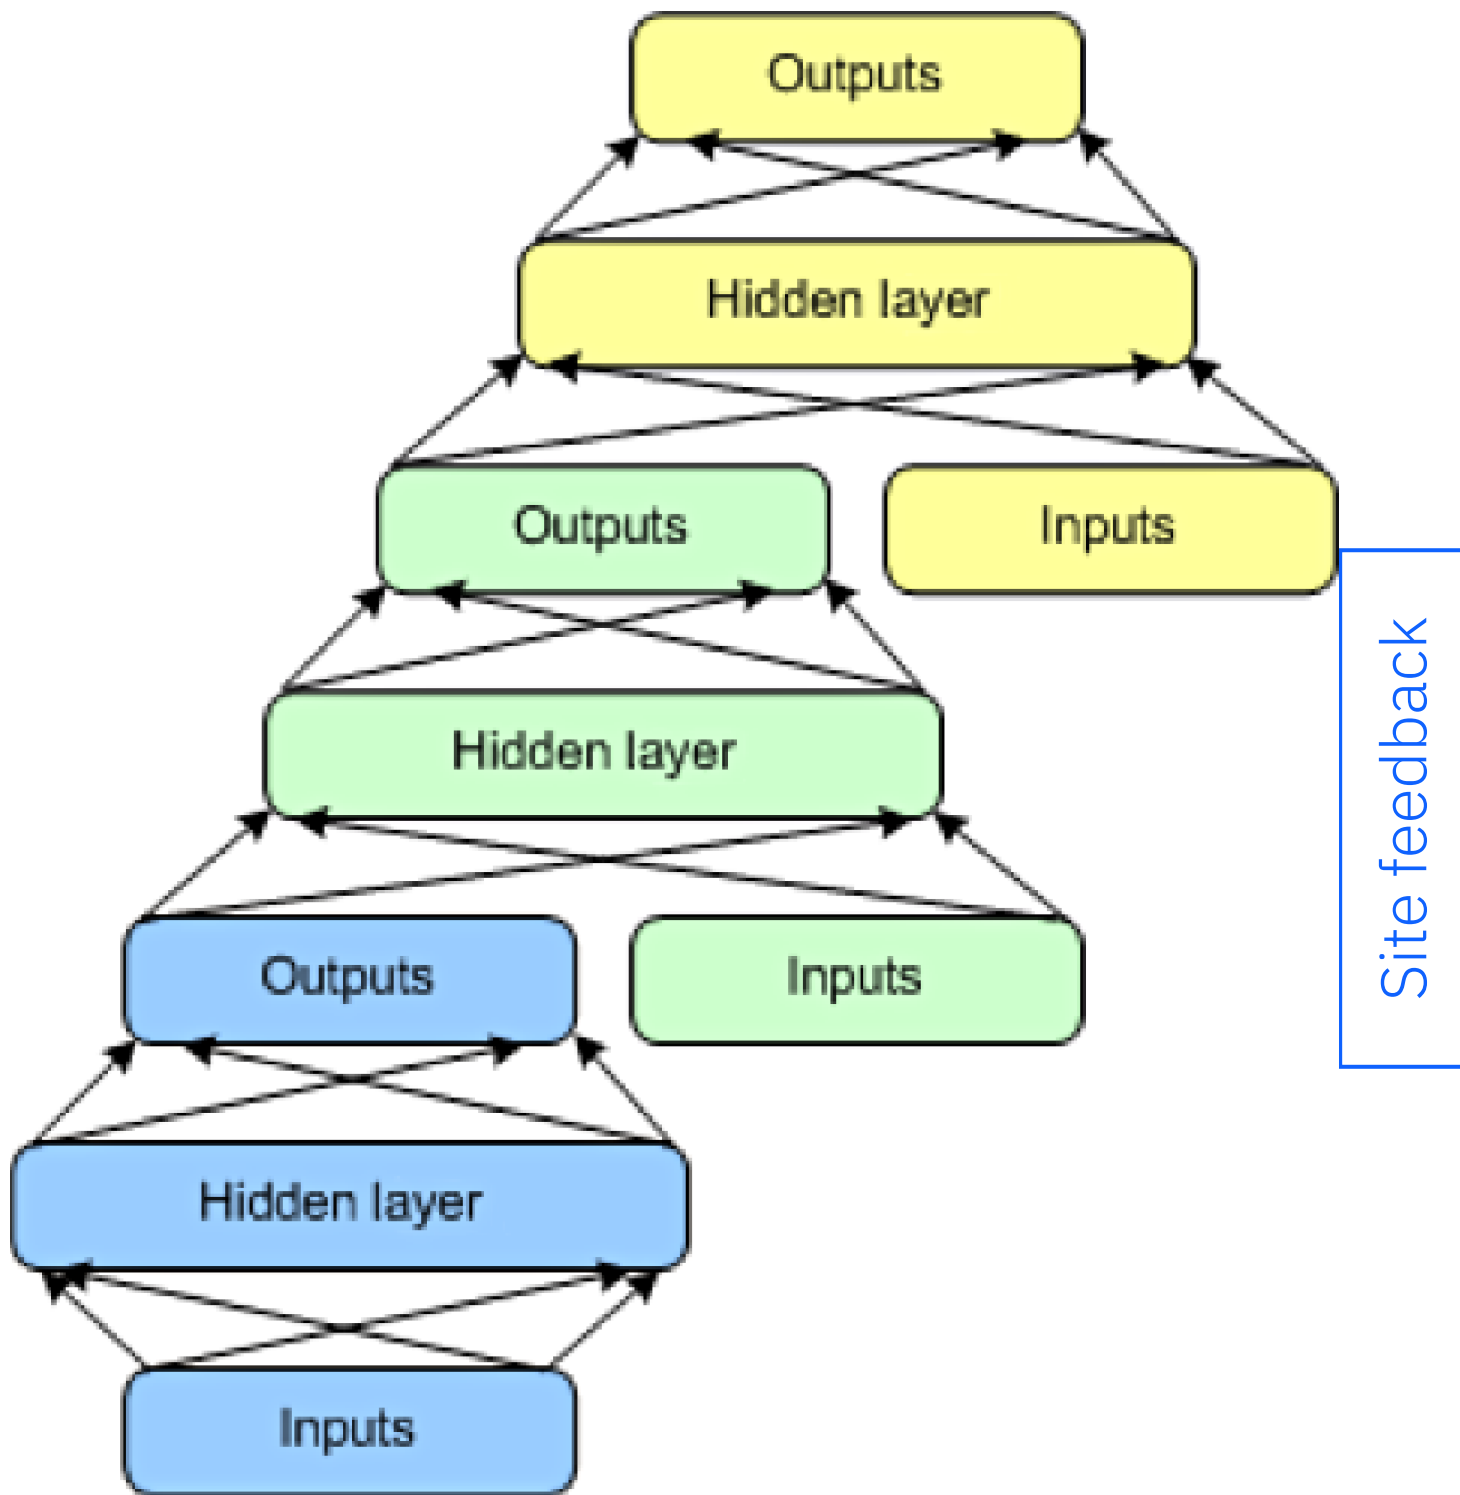 Outputs
Hidden layer
Outputs
Inputs
Hidden layer
Outputs
Inputs
Hidden layer
Inputs
Site feedback